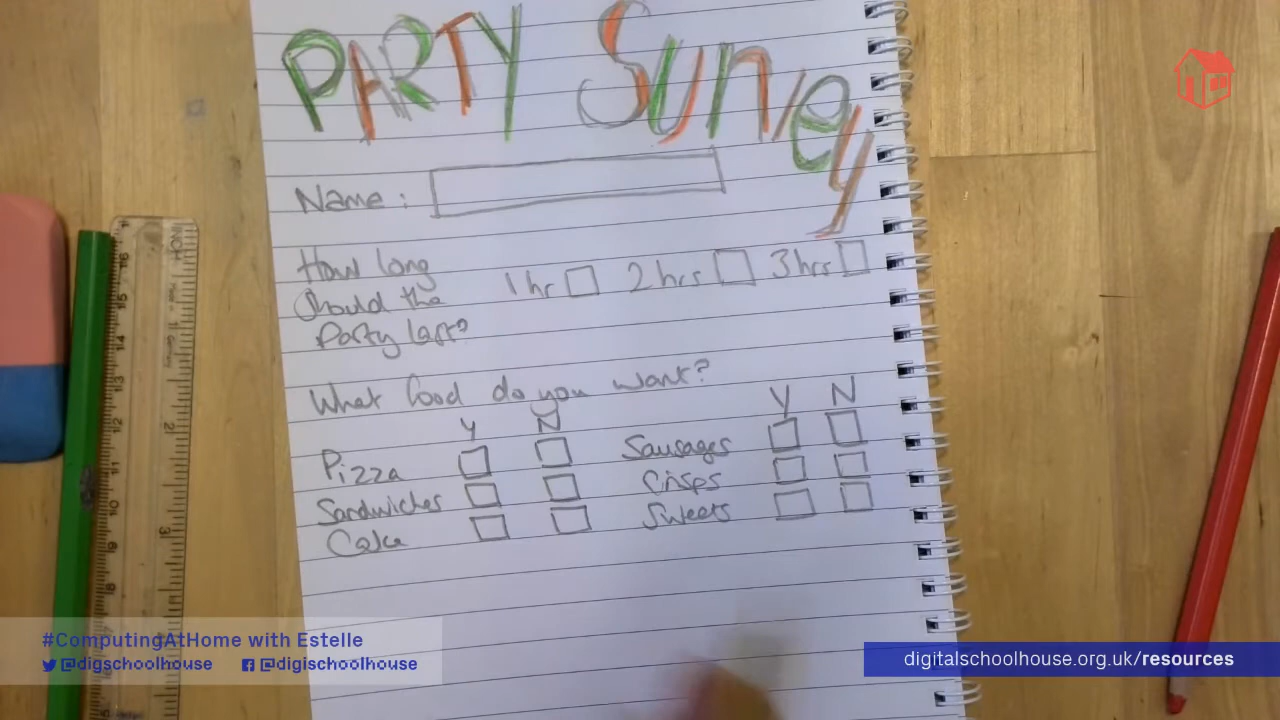 PARTY Survey
Name:
How long should the Party last?
1hr 2hrs 3hrs
What food do you want?
Y N Y N
Pizza Sausages
Sandwiches Crisps
Cake Sweets
#ComputingAtHome with Estelle
@digschoolhouse @digischoolhouse
digitalschoolhouse.org.uk/resources